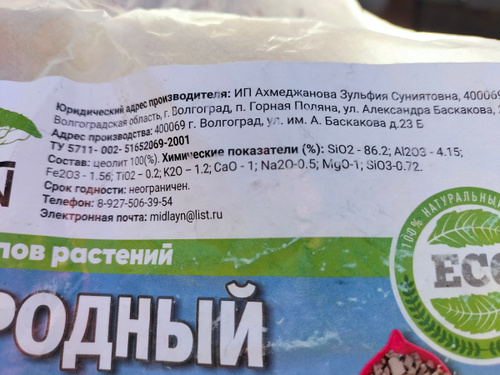 Юридический адрес производителя: ИП Ахмеджанова Зульфия Суниятовна, 400069
Волгоградская область, г. Волгоград, п. Горная Поляна, ул. Александра Баскакова,
Адрес производства: 400069 г. Волгоград, ул. им. А. Баскакова д.23 Б
ТУ 5711- 002- 51652069-2001
Состав: цеолит 100(%). Химические показатели (%): SiO2 - 86.2; Al2O3 - 4.15;
Fe2O3 - 1.56; TiO2 – 0.2; K2O – 1.2; CaO - 1; Na2O-0.5; MgO-1; SiO3-0.72.
Срок годности: неограничен.
Телефон: 8-927-506-39-54
Электронная почта: midlayn@list.ru
N
пов растений
РОДНЫЙ
100% НАТУРАЛЬНЫЙ
ECO